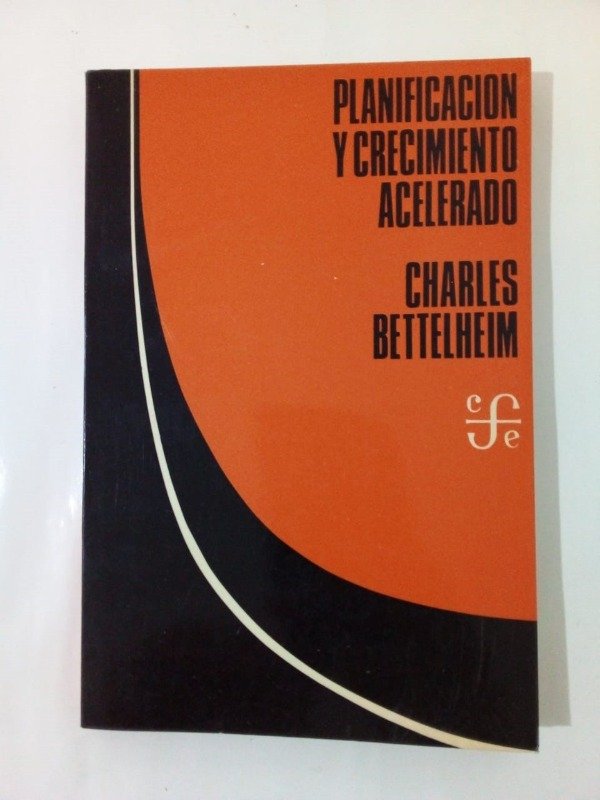 PLANIFICACION
Y CRECIMIENTO
ACELERADO
CHARLES
BETTELHEIM
cfe